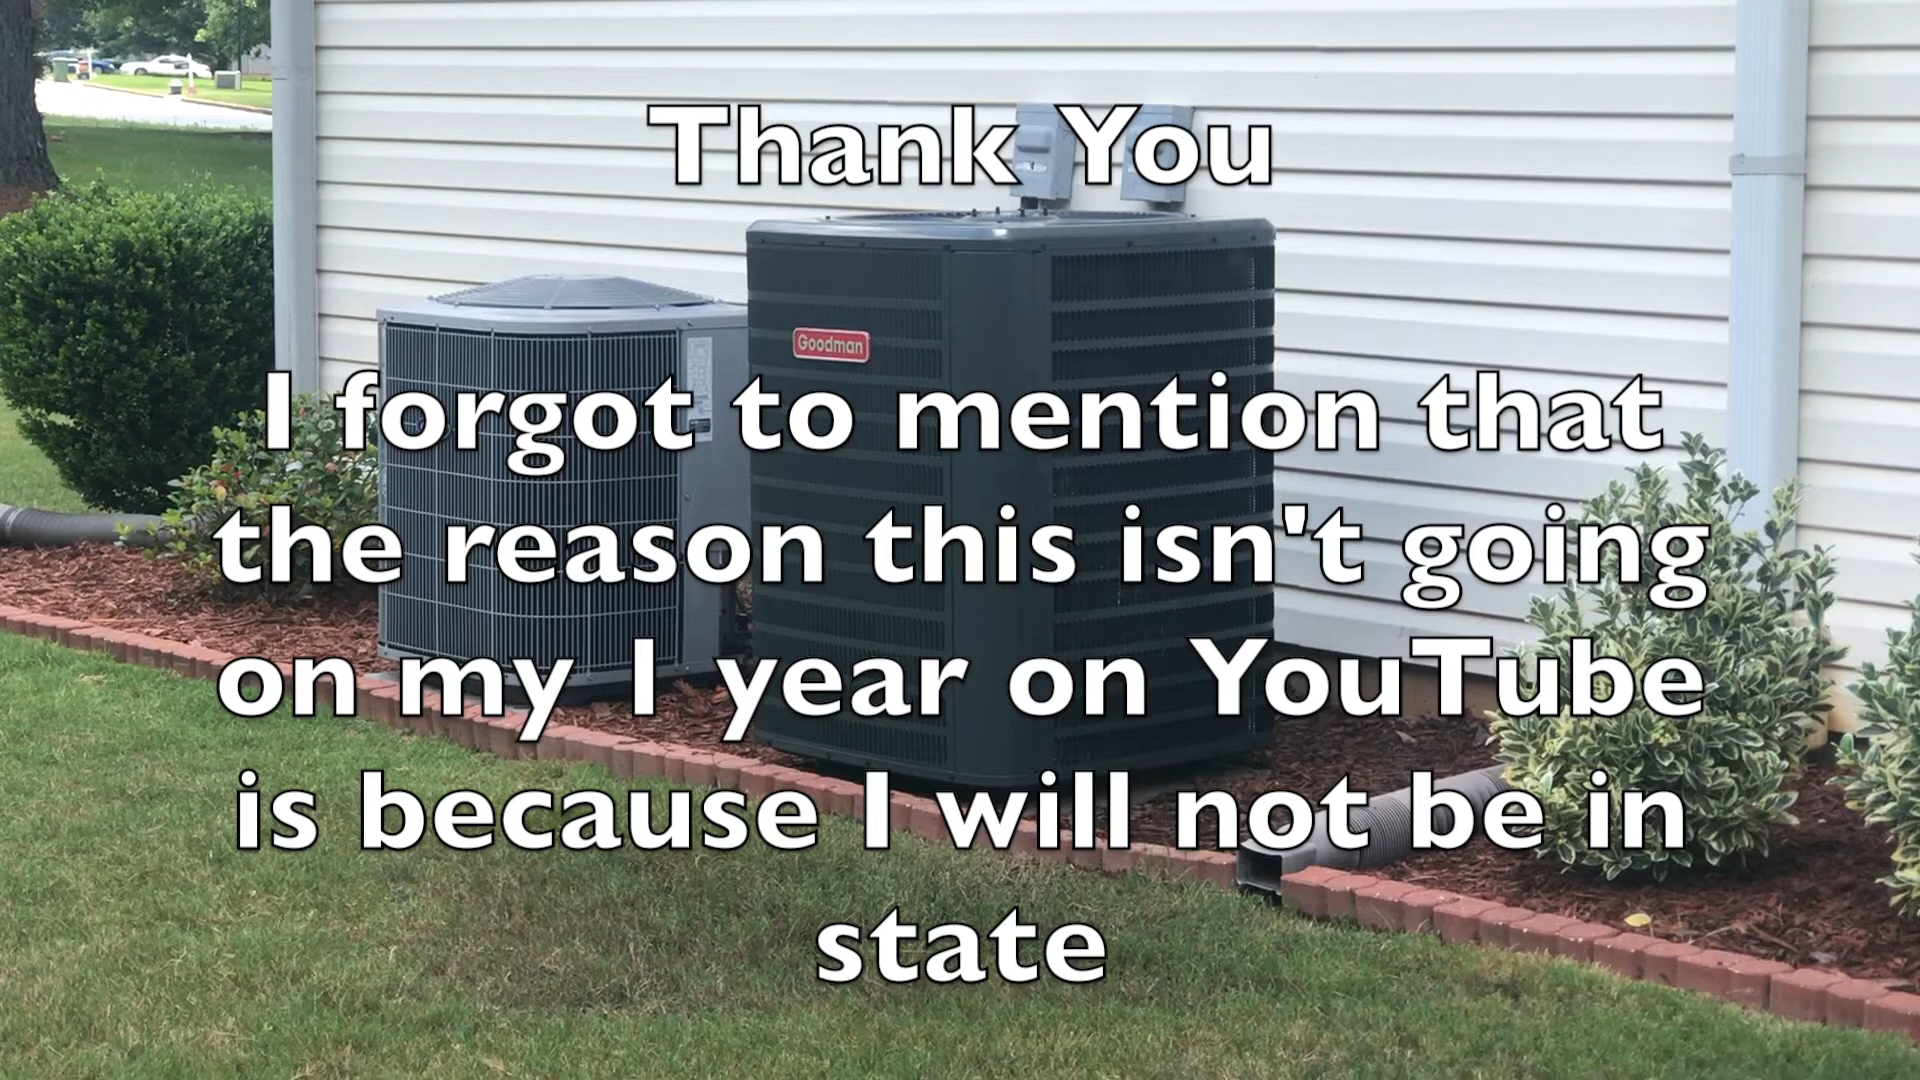 Thank You
Goodman
I forgot to mention that
the reason this isn't going
on my 1 year on YouTube
is because I will not be in
state